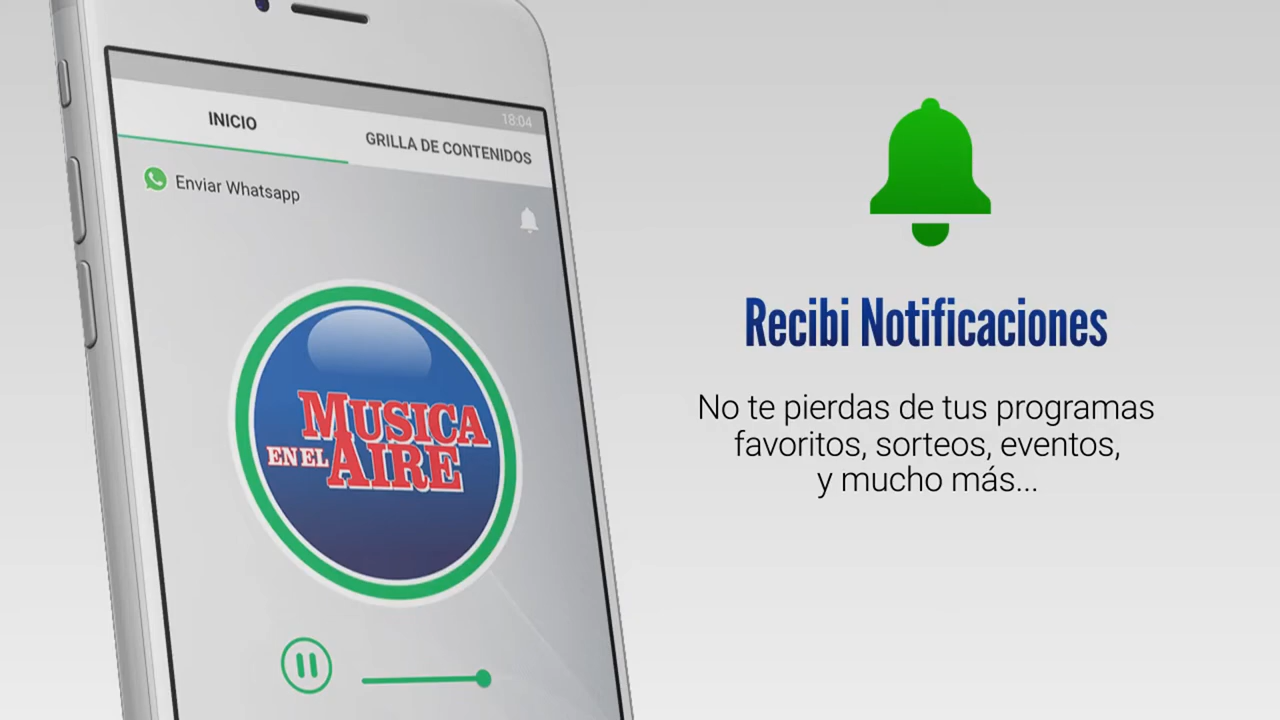 18:04
INICIO
GRILLA DE CONTENIDOS
Enviar Whatsapp
MUSICA
EN EL AIRE
Recibi Notificaciones
No te pierdas de tus programas
favoritos, sorteos, eventos,
y mucho más...